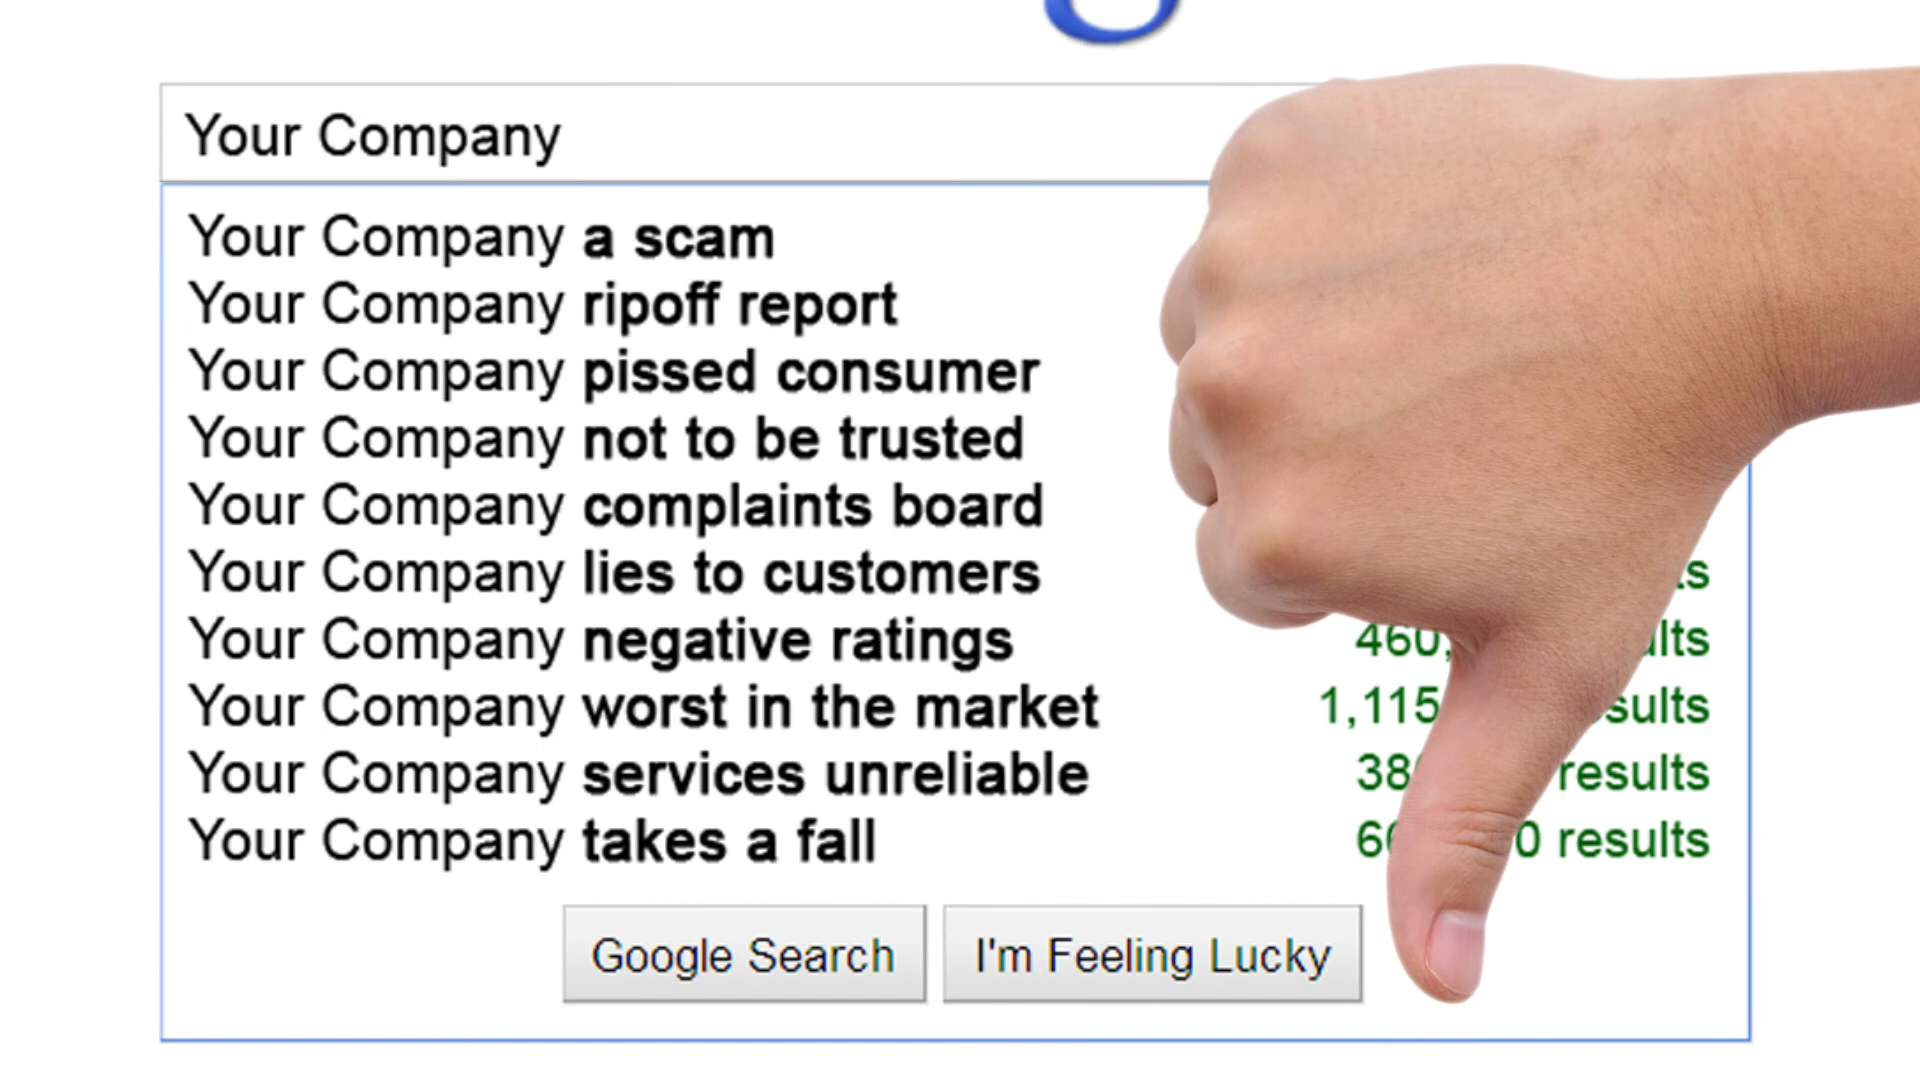 Your Company
Your Company a scam
Your Company ripoff report
Your Company pissed consumer
Your Company not to be trusted
Your Company complaints board
Your Company lies to customers
Your Company negative ratings
Your Company worst in the market
Your Company services unreliable results
Your Company takes a fall results
Google Search I'm Feeling Lucky